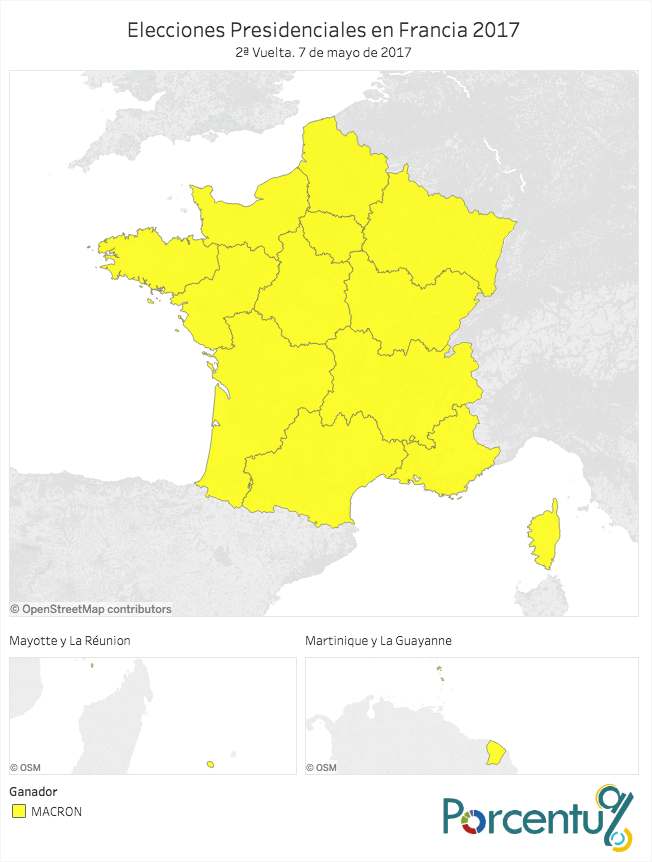 Elecciones Presidenciales en Francia 2017
2ª Vuelta. 7 de mayo de 2017
© OpenStreetMap contributors
Mayotte y La Réunion
Martinique y La Guayanne
© OSM
© OSM
Ganador
MACRON
Porcentu%